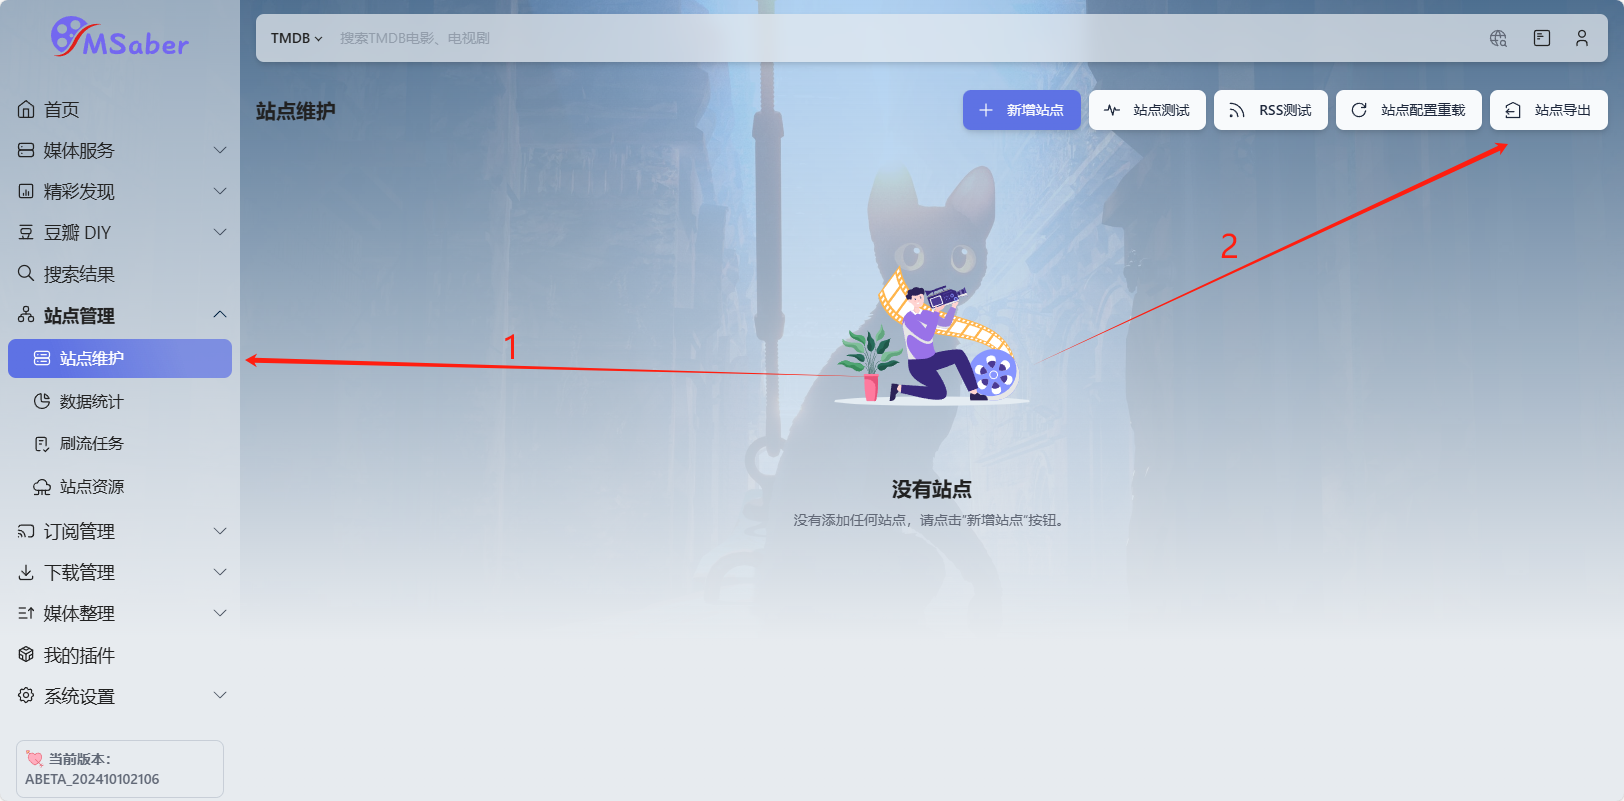 MSaber
TMDB
搜索TMDB电影、电视剧
首页
媒体服务
精彩发现
豆瓣 DIY
搜索结果
站点管理
站点维护
数据统计
刷流任务
站点资源
订阅管理
下载管理
媒体整理
我的插件
系统设置
💘 当前版本：
ABETA_202410102106
站点维护
新增站点
站点测试
RSS测试
站点配置重载
站点导出
1
2
没有站点
没有添加任何站点，请点击"新增站点"按钮。